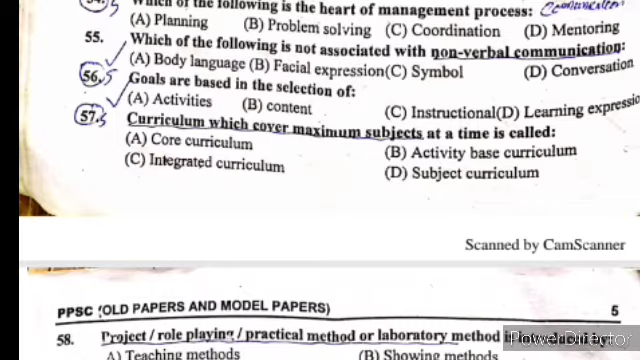 Which of the following is the heart of management process:
(A) Planning (B) Problem solving (C) Coordination (D) Mentoring
55. Which of the following is not associated with non-verbal communication:
(A) Body language (B) Facial expression(C) Symbol (D) Conversation
56. Goals are based in the selection of:
(A) Activities (B) content (C) Instructional(D) Learning expressio
57. Curriculum which cover maximum subjects at a time is called:
(A) Core curriculum (B) Activity base curriculum
(C) Integrated curriculum (D) Subject curriculum
Scanned by CamScanner
PPSC (OLD PAPERS AND MODEL PAPERS) 5
58. Project / role playing / practical method or laboratory method is introduced by:
A) Teaching methods (B) Showing methods
PowerDirector